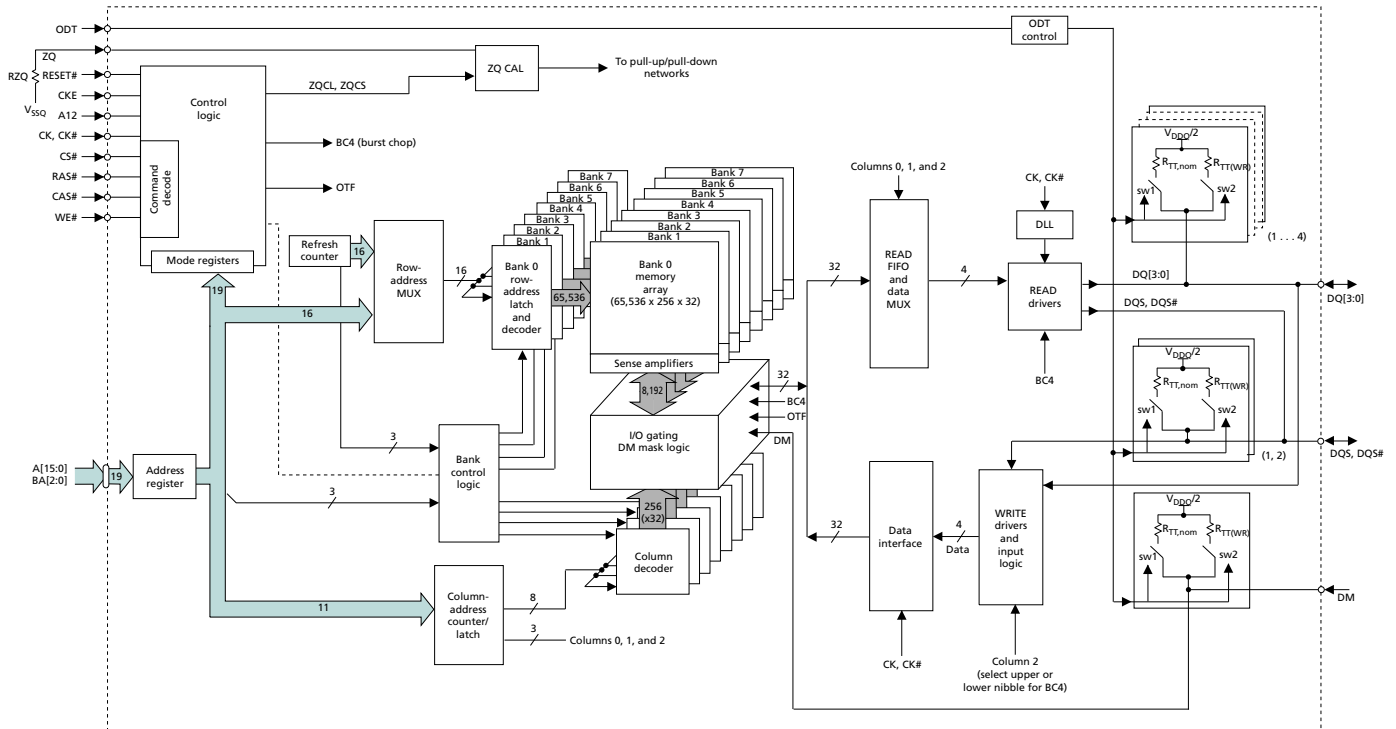 ODT
ODT
control
ZQ
RZQ
RESET#
CKE
V_SSQ
A12
CK, CK#
CS#
RAS#
CAS#
WE#
Control
logic
Command
decode
Mode registers
ZQCL, ZQCS
ZQ CAL
To pull-up/pull-down
networks
BC4 (burst chop)
OTF
Refresh
counter
16
Row-
address
MUX
16
19
16
Bank 7
Bank 6
Bank 5
Bank 4
Bank 3
Bank 2
Bank 1
Bank 0
row-
address
latch
and
decoder
65,536
Bank 7
Bank 6
Bank 5
Bank 4
Bank 3
Bank 2
Bank 1
Bank 0
memory
array
(65,536 x 256 x 32)
Sense amplifiers
8,192
I/O gating
DM mask logic
32
BC4
OTF
DM
256
(x32)
Column
decoder
3
Bank
control
logic
3
A[15:0]
BA[2:0]
19
Address
register
11
Column-
address
counter/
latch
8
3
Columns 0, 1, and 2
Columns 0, 1, and 2
32
READ
FIFO
and
data
MUX
4
CK, CK#
DLL
READ
drivers
BC4
DQ[3:0]
DQS, DQS#
32
Data
interface
CK, CK#
4
Data
WRITE
drivers
and
input
logic
Column 2
(select upper or
lower nibble for BC4)
V_DDQ/2
R_TT,nom
R_TT(WR)
sw1
sw2
(1 . . . 4)
DQ[3:0]
V_DDQ/2
R_TT,nom
R_TT(WR)
sw1
sw2
(1, 2)
DQS, DQS#
V_DDQ/2
R_TT,nom
R_TT(WR)
sw1
sw2
DM